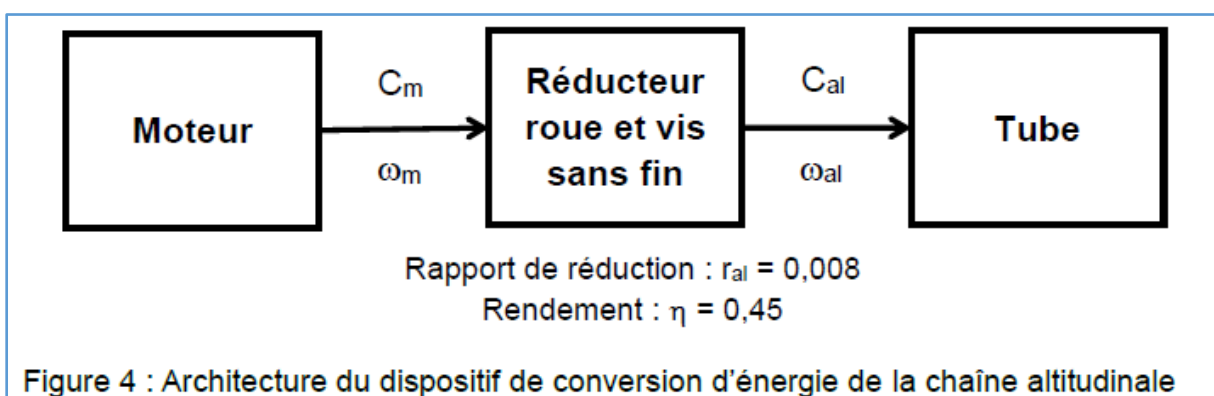 Moteur
Cm
ωm
Réducteur
roue et vis
sans fin
Cal
ωal
Tube
Rapport de réduction : ral = 0,008
Rendement : η = 0,45
Figure 4 : Architecture du dispositif de conversion d'énergie de la chaîne altitudinale